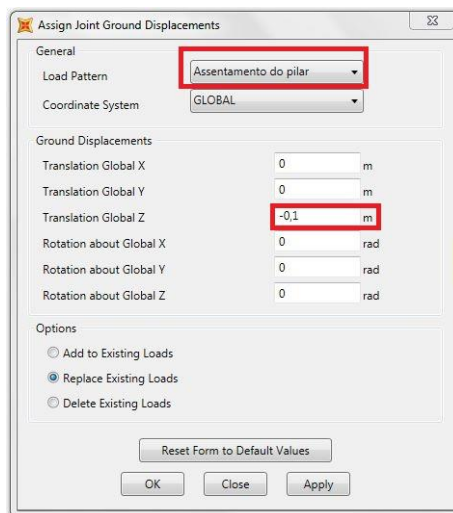 Assign Joint Ground Displacements
General
Load Pattern Assentamento do pilar
Coordinate System GLOBAL
Ground Displacements
Translation Global X 0 m
Translation Global Y 0 m
Translation Global Z -0,1 m
Rotation about Global X 0 rad
Rotation about Global Y 0 rad
Rotation about Global Z 0 rad
Options
Add to Existing Loads
Replace Existing Loads
Delete Existing Loads
Reset Form to Default Values
OK Close Apply